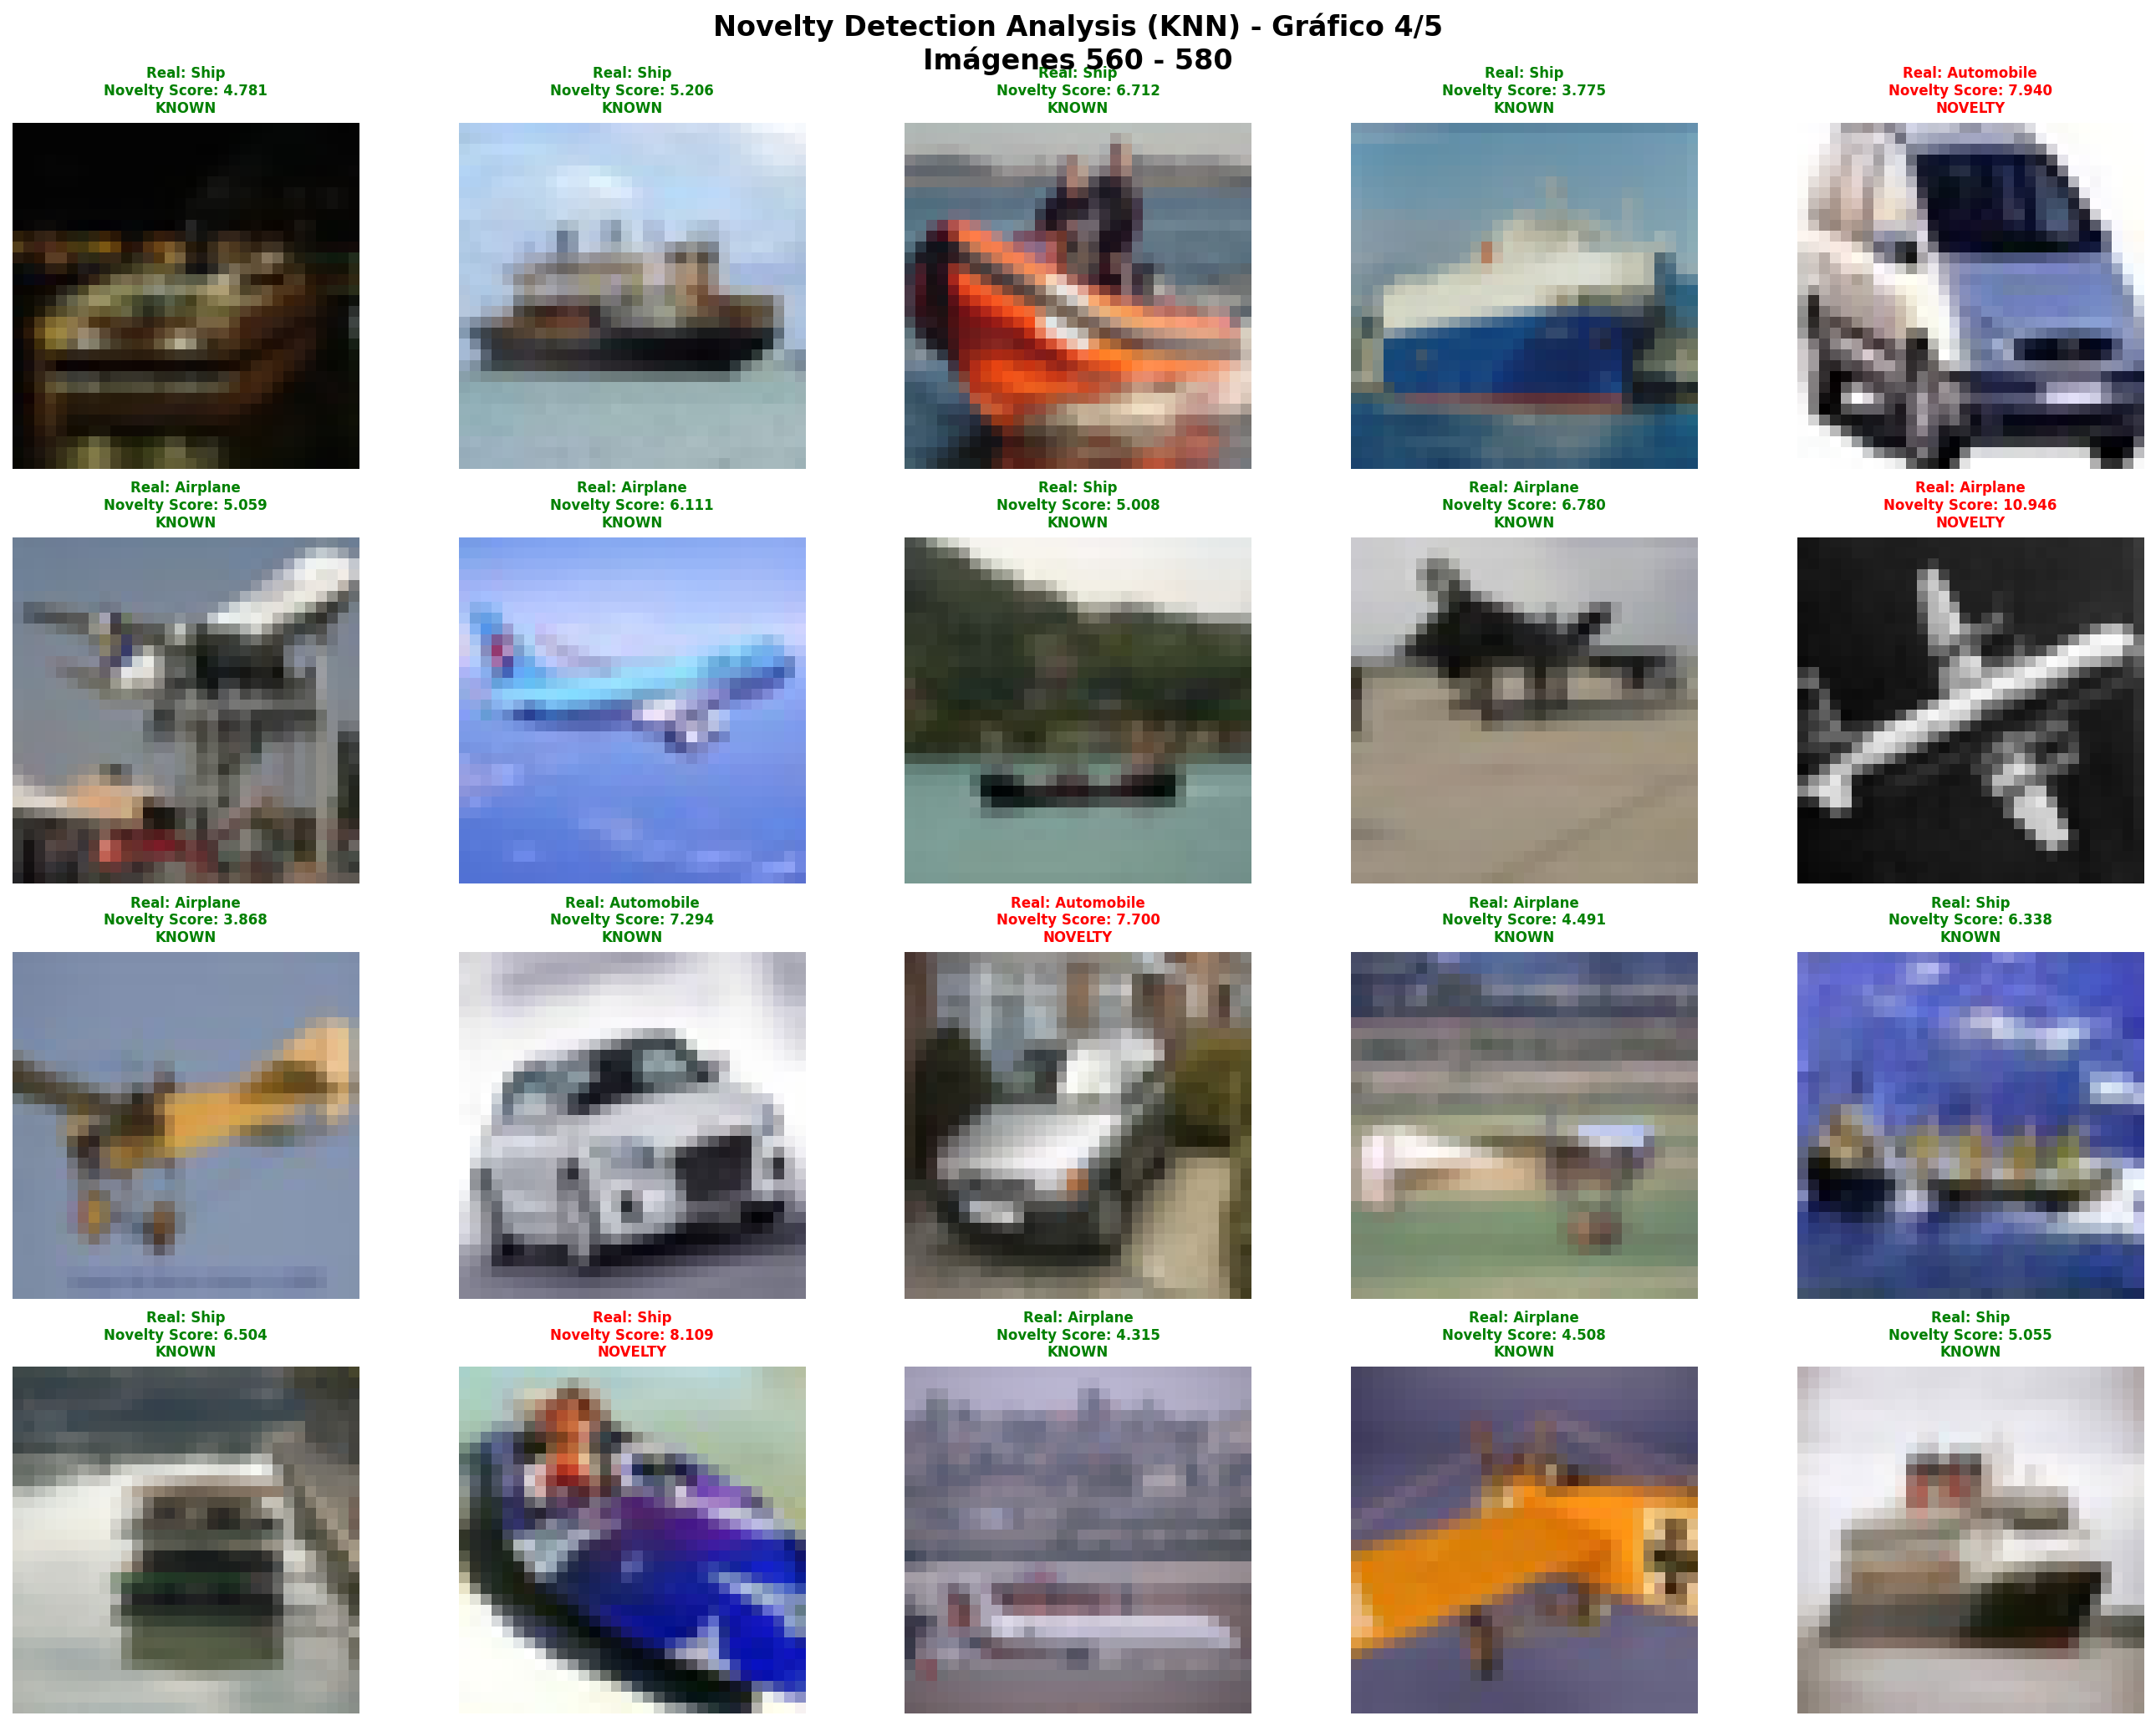 Novelty Detection Analysis (KNN) - Gráfico 4/5
Imágenes 560 - 580
Real: Ship
Novelty Score: 4.781
KNOWN
Real: Ship
Novelty Score: 5.206
KNOWN
Real: Ship
Novelty Score: 6.712
KNOWN
Real: Ship
Novelty Score: 3.775
KNOWN
Real: Automobile
Novelty Score: 7.940
NOVELTY
Real: Airplane
Novelty Score: 5.059
KNOWN
Real: Airplane
Novelty Score: 6.111
KNOWN
Real: Ship
Novelty Score: 5.008
KNOWN
Real: Airplane
Novelty Score: 6.780
KNOWN
Real: Airplane
Novelty Score: 10.946
NOVELTY
Real: Airplane
Novelty Score: 3.868
KNOWN
Real: Automobile
Novelty Score: 7.294
KNOWN
Real: Automobile
Novelty Score: 7.700
NOVELTY
Real: Airplane
Novelty Score: 4.491
KNOWN
Real: Ship
Novelty Score: 6.338
KNOWN
Real: Ship
Novelty Score: 6.504
KNOWN
Real: Ship
Novelty Score: 8.109
NOVELTY
Real: Airplane
Novelty Score: 4.315
KNOWN
Real: Airplane
Novelty Score: 4.508
KNOWN
Real: Ship
Novelty Score: 5.055
KNOWN